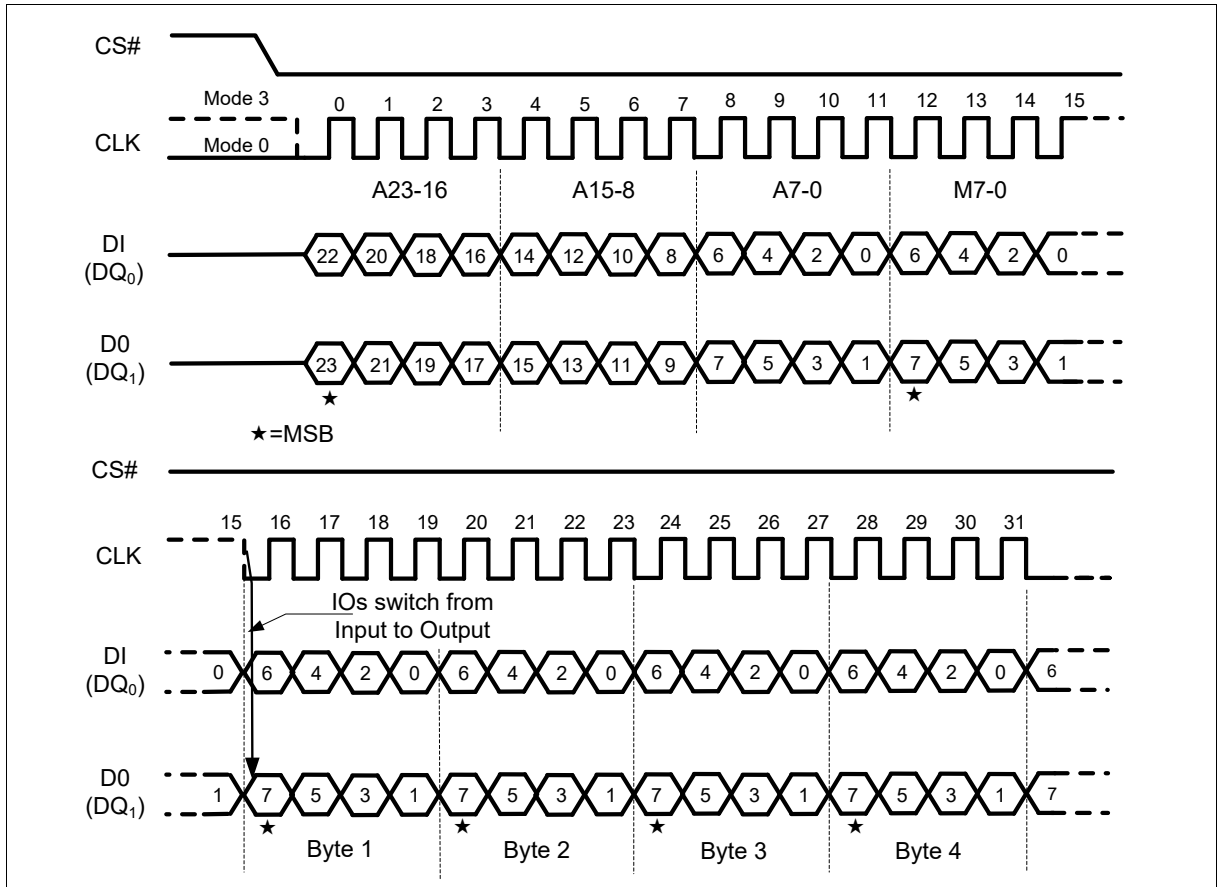 CS#
Mode 3
0 1 2 3 4 5 6 7 8 9 10 11 12 13 14 15
CLK
Mode 0
A23-16 A15-8 A7-0 M7-0
DI
(DQ0)
22 20 18 16 14 12 10 8 6 4 2 0 6 4 2 0
D0
(DQ1)
23 21 19 17 15 13 11 9 7 5 3 1 7 5 3 1
★ ★
★=MSB
CS#
15 16 17 18 19 20 21 22 23 24 25 26 27 28 29 30 31
CLK
IOs switch from
Input to Output
DI
(DQ0)
0 6 4 2 0 6 4 2 0 6 4 2 0 6 4 2 0 6
D0
(DQ1)
1 7 5 3 1 7 5 3 1 7 5 3 1 7 5 3 1 7
★ ★ ★ ★
Byte 1 Byte 2 Byte 3 Byte 4